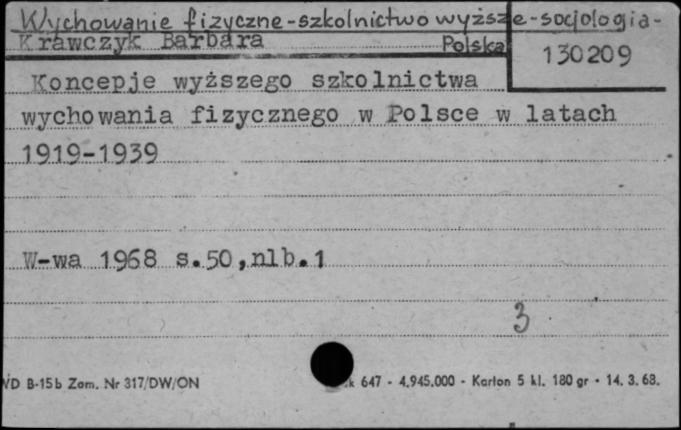 Wychowanie fizyczne-szkolnictwo wyższe-socjologia-
Krawczyk Barbara Polska
130209
Koncepje wyższego szkolnictwa
wychowania fizycznego w Polsce w latach
1919-1939
W-wa 1968 s.50,nlb.1
3
D B-15b Zam. Nr 317/DW/ON k 647 - 4.945.000 - Karton 5 kl. 180 gr - 14. 3. 68.